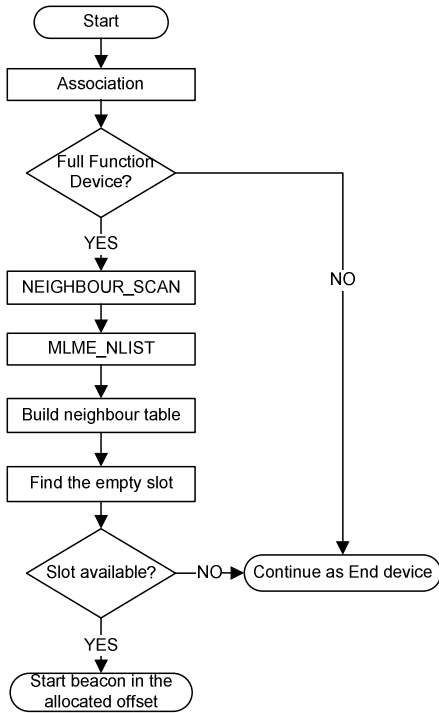 Start
Association
Full Function
Device?
YES
NO
NEIGHBOUR_SCAN
MLME_NLIST
Build neighbour table
Find the empty slot
Slot available?
NO
Continue as End device
YES
Start beacon in the
allocated offset